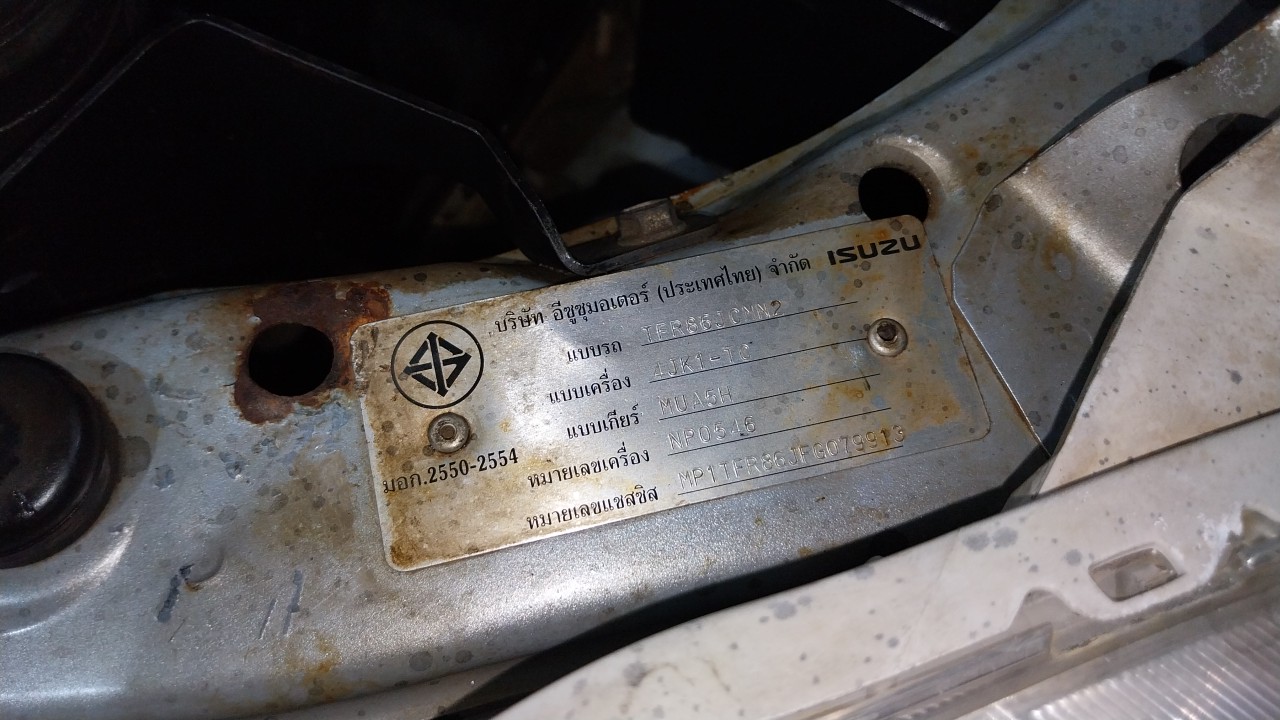 ISUZU
บริษัท อีซูซุมอเตอร์ (ประเทศไทย) จำกัด
แบบรถ
แบบเครื่อง 4JK1-TC
แบบเกียร์ MUA5H
มอก.2550-2554
หมายเลขเครื่อง
หมายเลขแชสซิส MP1TFR86JFG079913